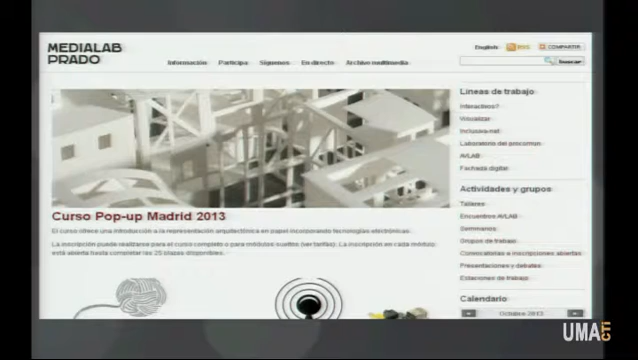 MEDIALAB
PRADO
English
RSS
COMPARTIR
buscar
Información Participa Síguenos En directo Archivo multimedia
Curso Pop-up Madrid 2013
El curso ofrece una introducción a la representación arquitectónica en papel incorporando tecnologías electrónicas.
La inscripción puede realizarse para el curso completo o para módulos sueltos (ver tarifas). La inscripción en cada módulo
está abierta hasta completar las 25 plazas disponibles.
Líneas de trabajo
Interactivos?
Visualizar
Inclusiva-net
Laboratorio del procomún
AVLAB
Fachada digital
Actividades y grupos
Talleres
Encuentros AVLAB
Seminarios
Grupos de trabajo
Convocatorias e inscripciones abiertas
Presentaciones y debates
Estaciones de trabajo
Calendario
Octubre 2013
UMA CTI